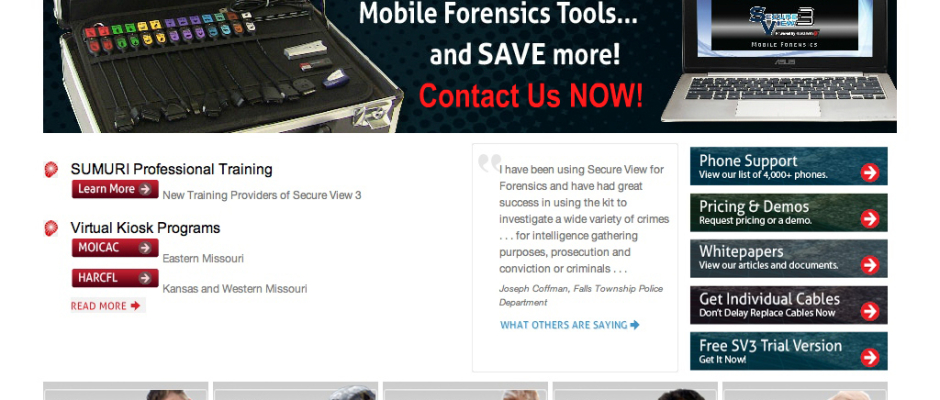 Mobile Forensics Tools...
and SAVE more!
Contact Us NOW!
SECURE
VIEW 3
MOBILE FORENSICS
ASUS
SUMURI Professional Training
Learn More
New Training Providers of Secure View 3
Virtual Kiosk Programs
MOICAC
Eastern Missouri
HARCFL
Kansas and Western Missouri
READ MORE
I have been using Secure View for
Forensics and have had great
success in using the kit to
investigate a wide variety of crimes
. . . for intelligence gathering
purposes, prosecution and
conviction or criminals . . .
Joseph Coffman, Falls Township Police
Department
WHAT OTHERS ARE SAYING
Phone Support
View our list of 4,000+ phones.
Pricing & Demos
Request pricing or a demo.
Whitepapers
View our articles and documents.
Get Individual Cables
Don't Delay Replace Cables Now
Free SV3 Trial Version
Get It Now!